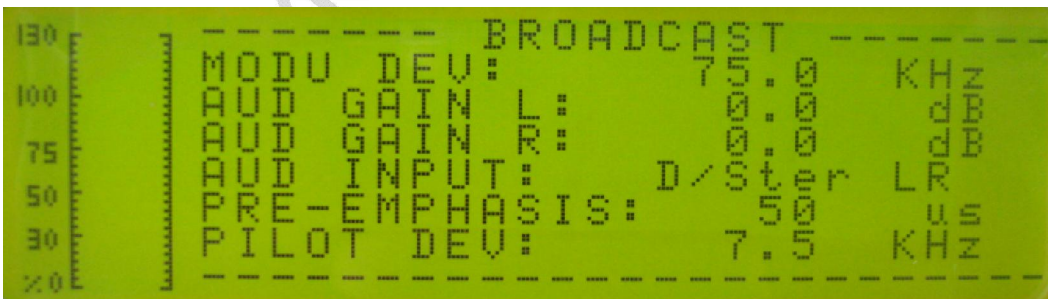 130
------- BROADCAST ------
MODU DEV: 75.0 KHz
100
AUD GAIN L: 0.0 dB
AUD GAIN R: 0.0 dB
75
AUD INPUT: D/Ster LR
50
PRE-EMPHASIS: 50 us
30
PILOT DEV: 7.5 KHz
%0